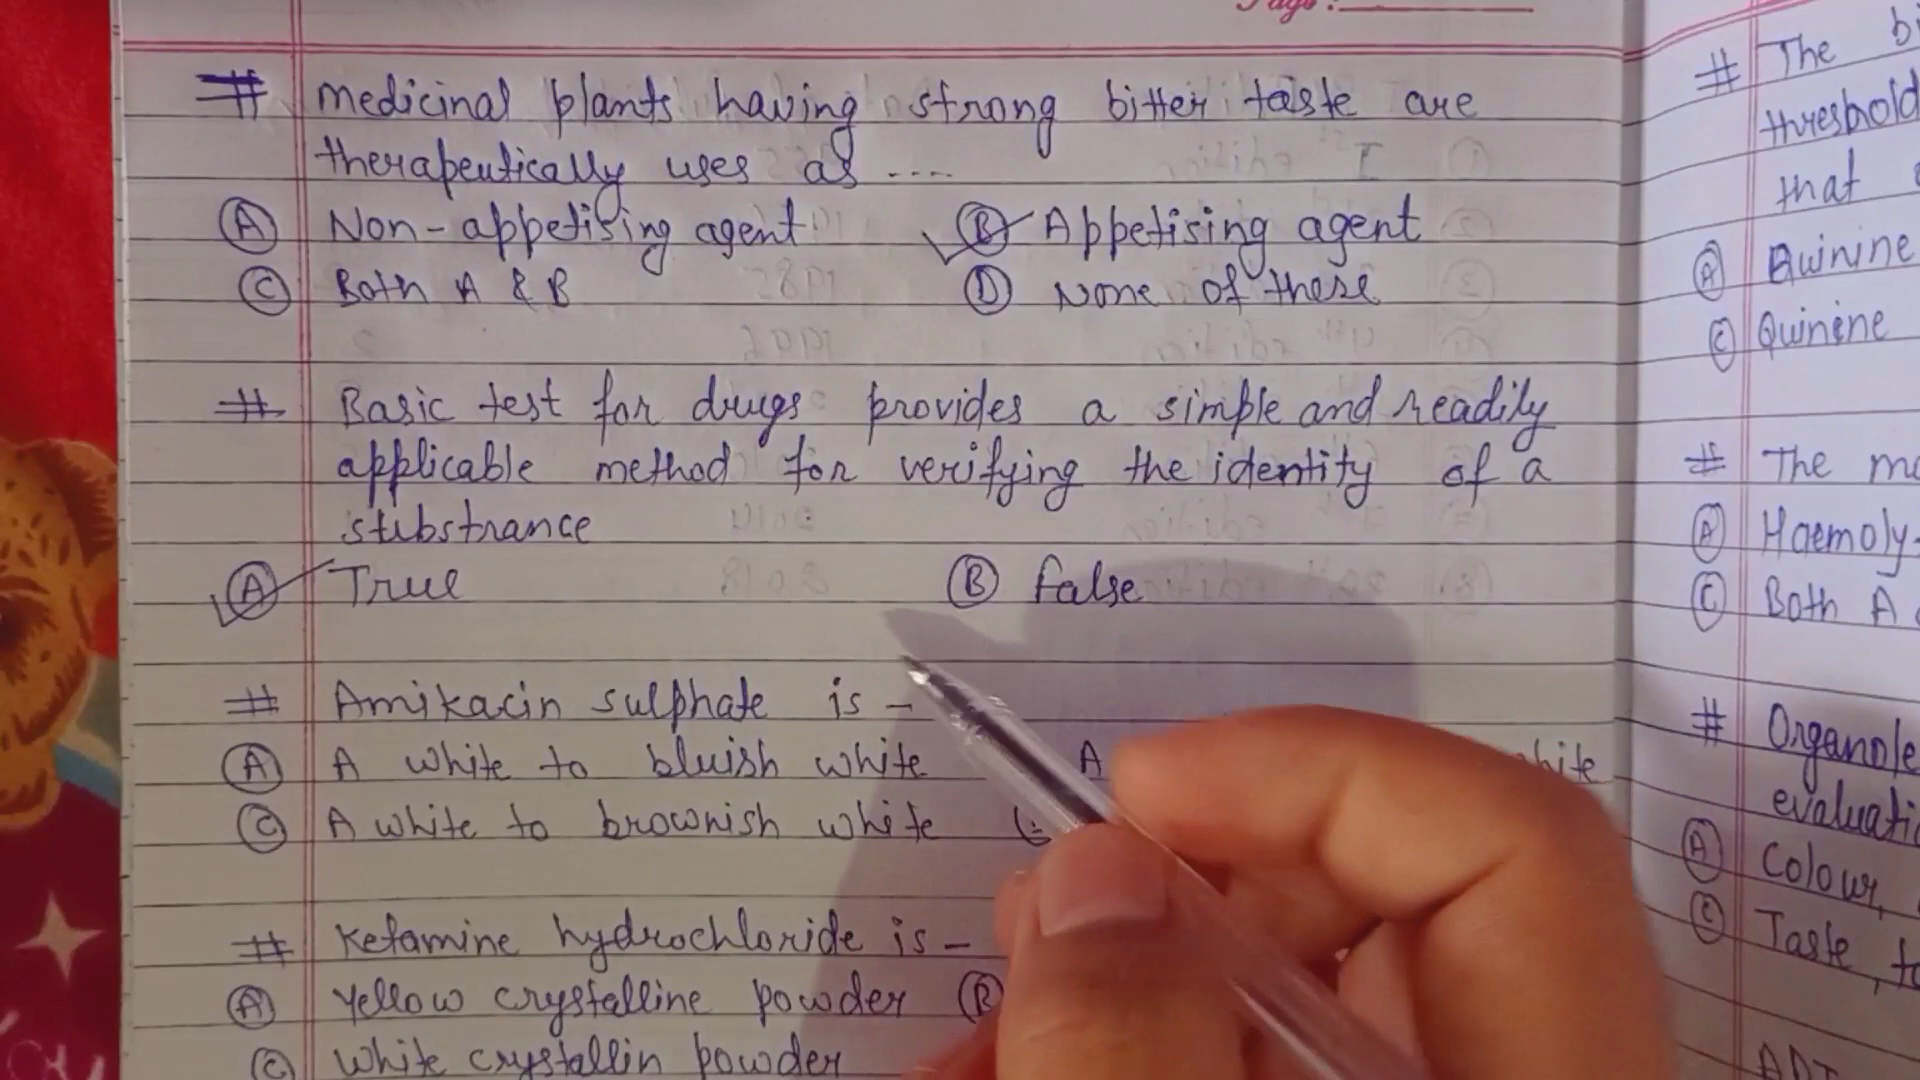 Page :
# medicinal plants having strong bitter taste are
therapeutically uses as ....
(A) Non-appetising agent (B) Appetising agent
(C) Both A & B (D) None of these
# Basic test for drugs provides a simple and readily
applicable method for verifying the identity of a
substrance
(A) True (B) false
# Amikacin sulphate is -
(A) A white to bluish white A white
(C) A white to brownish white
# Ketamine hydrochloride is -
(A) Yellow crystalline powder (B)
(C) White crystallin powder
# The
threshold
that
(A) Quinine
(C) Quinine
# The
(A) Haemoly-
(C) Both A
#
(A) Colour,
(C) Taste,